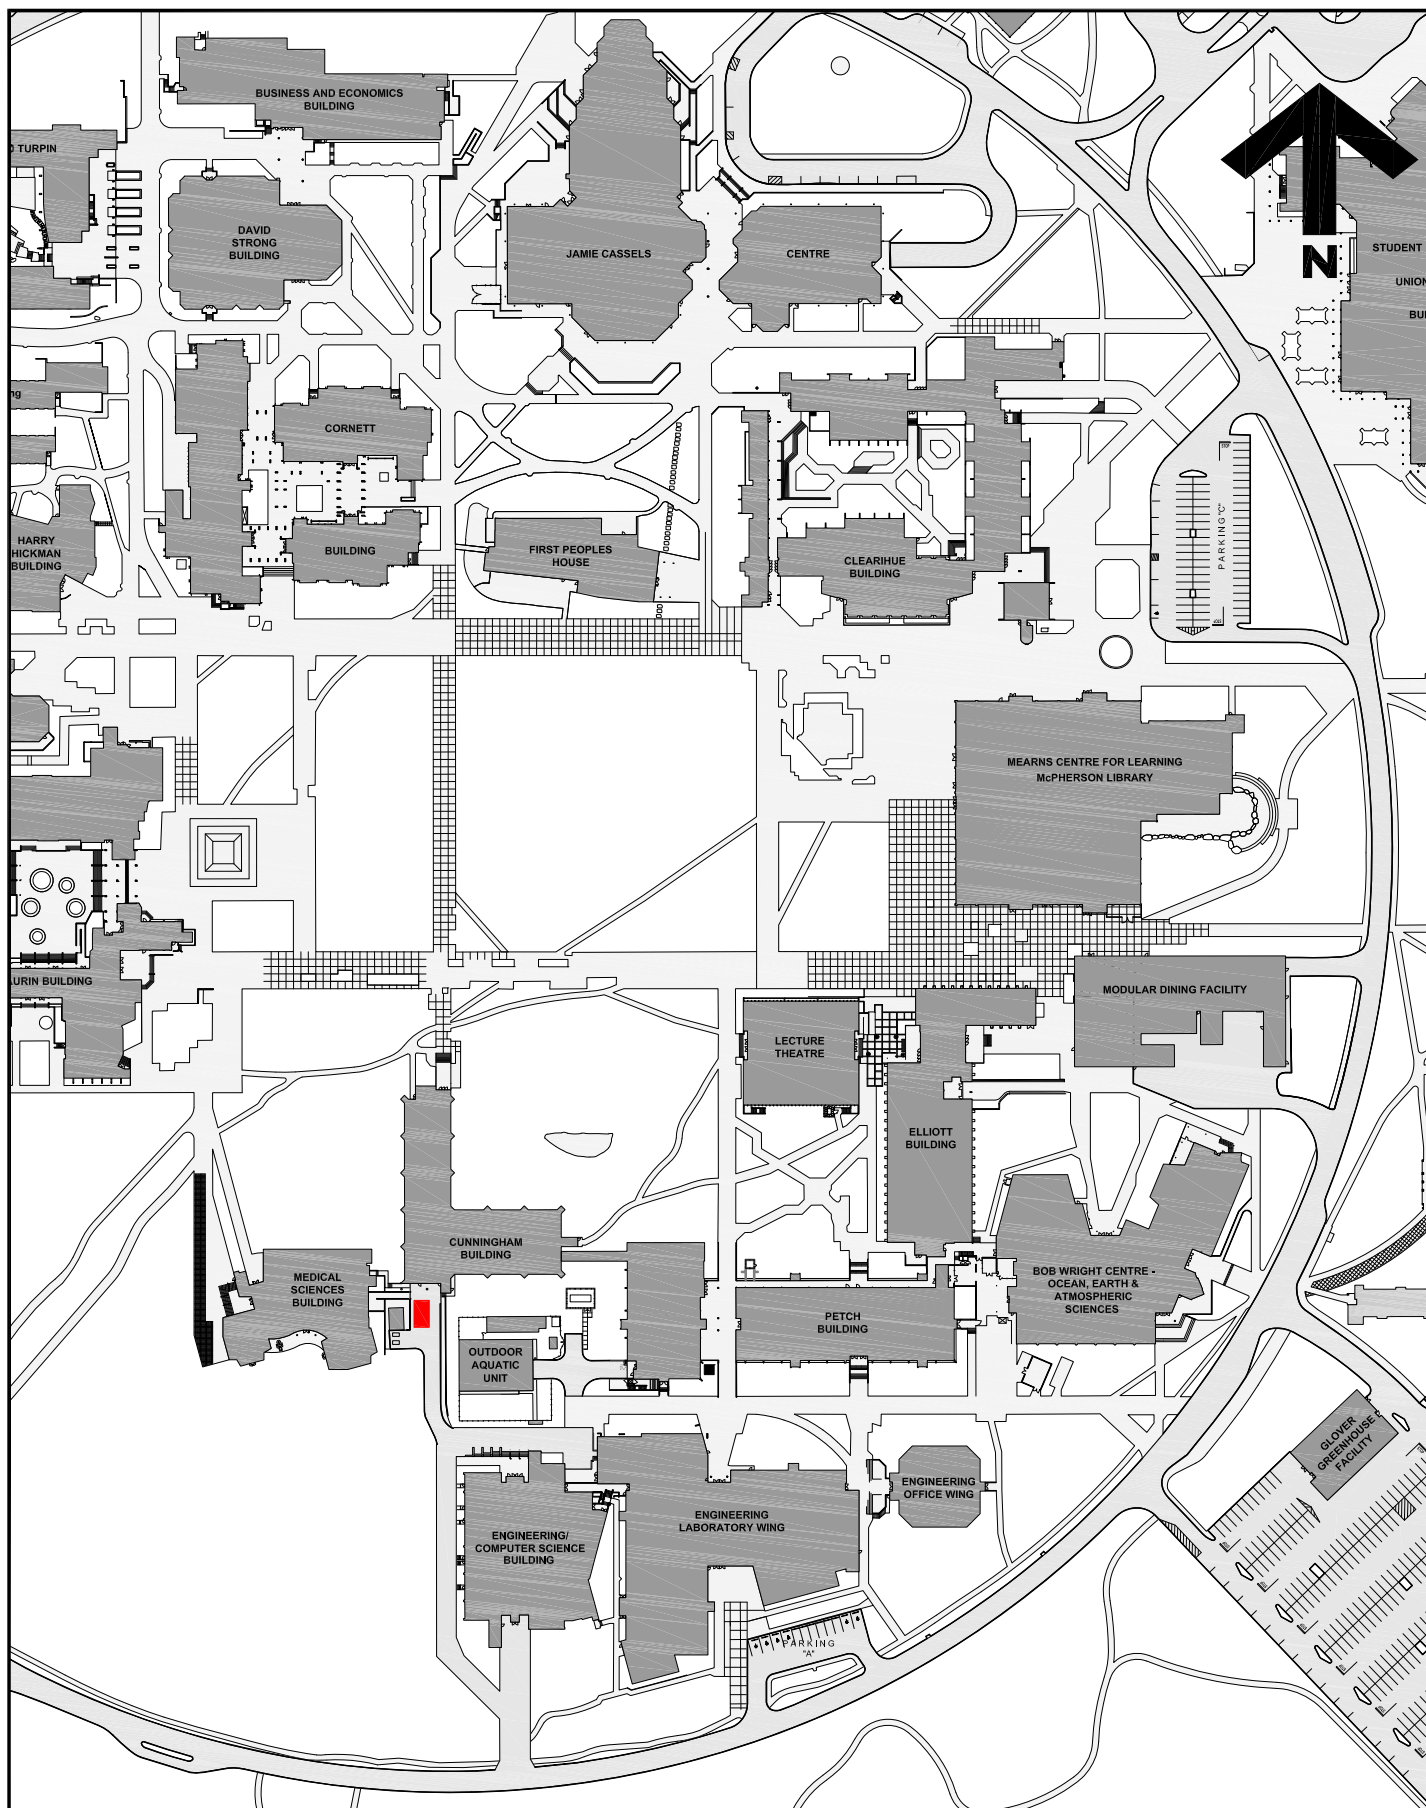 BUSINESS AND ECONOMICS
BUILDING
TURPIN
DAVID
STRONG
BUILDING
JAMIE CASSELS
CENTRE
N
STUDENT
UNION
CORNETT
BUILDING
PARKING "C"
HARRY
HICKMAN
BUILDING
FIRST PEOPLES
HOUSE
CLEARIHUE
BUILDING
MEARNS CENTRE FOR LEARNING
McPHERSON LIBRARY
AURIN BUILDING
MODULAR DINING FACILITY
LECTURE
THEATRE
ELLIOTT
BUILDING
CUNNINGHAM
BUILDING
MEDICAL
SCIENCES
BUILDING
BOB WRIGHT CENTRE -
OCEAN, EARTH &
ATMOSPHERIC
SCIENCES
PETCH
BUILDING
OUTDOOR
AQUATIC
UNIT
GLOVER
GREENHOUSE
FACILITY
ENGINEERING
OFFICE WING
ENGINEERING
LABORATORY WING
ENGINEERING/
COMPUTER SCIENCE
BUILDING
PARKING
"A"